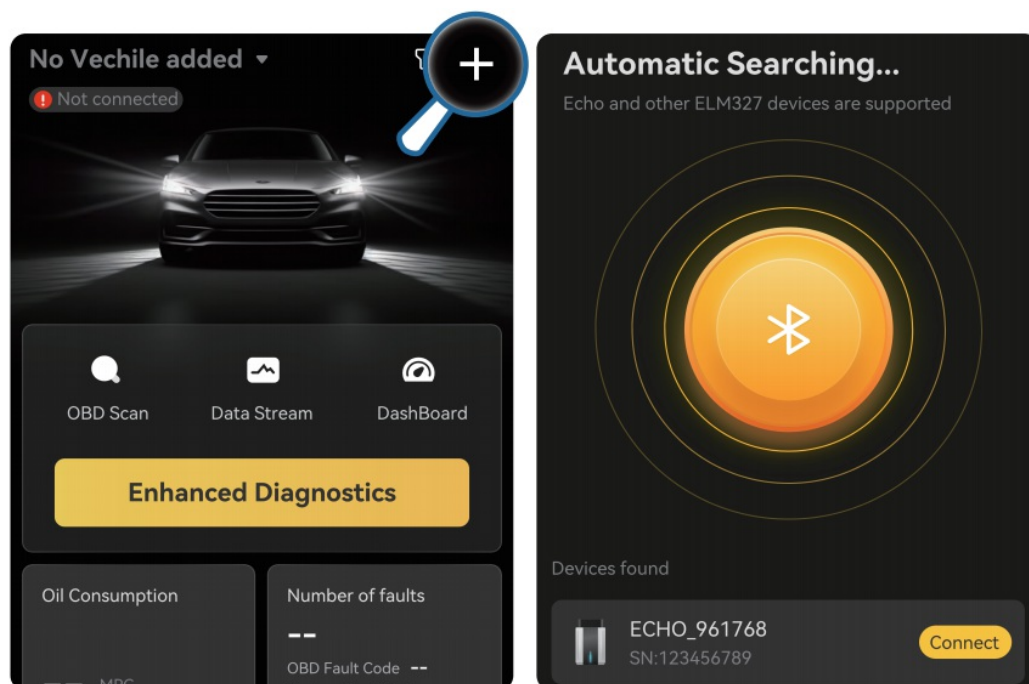 No Vechile added
Not connected
OBD Scan
Data Stream
DashBoard
Enhanced Diagnostics
Oil Consumption
Number of faults
--
OBD Fault Code --
MPG
Automatic Searching...
Echo and other ELM327 devices are supported
Devices found
ECHO_961768
SN:123456789
Connect